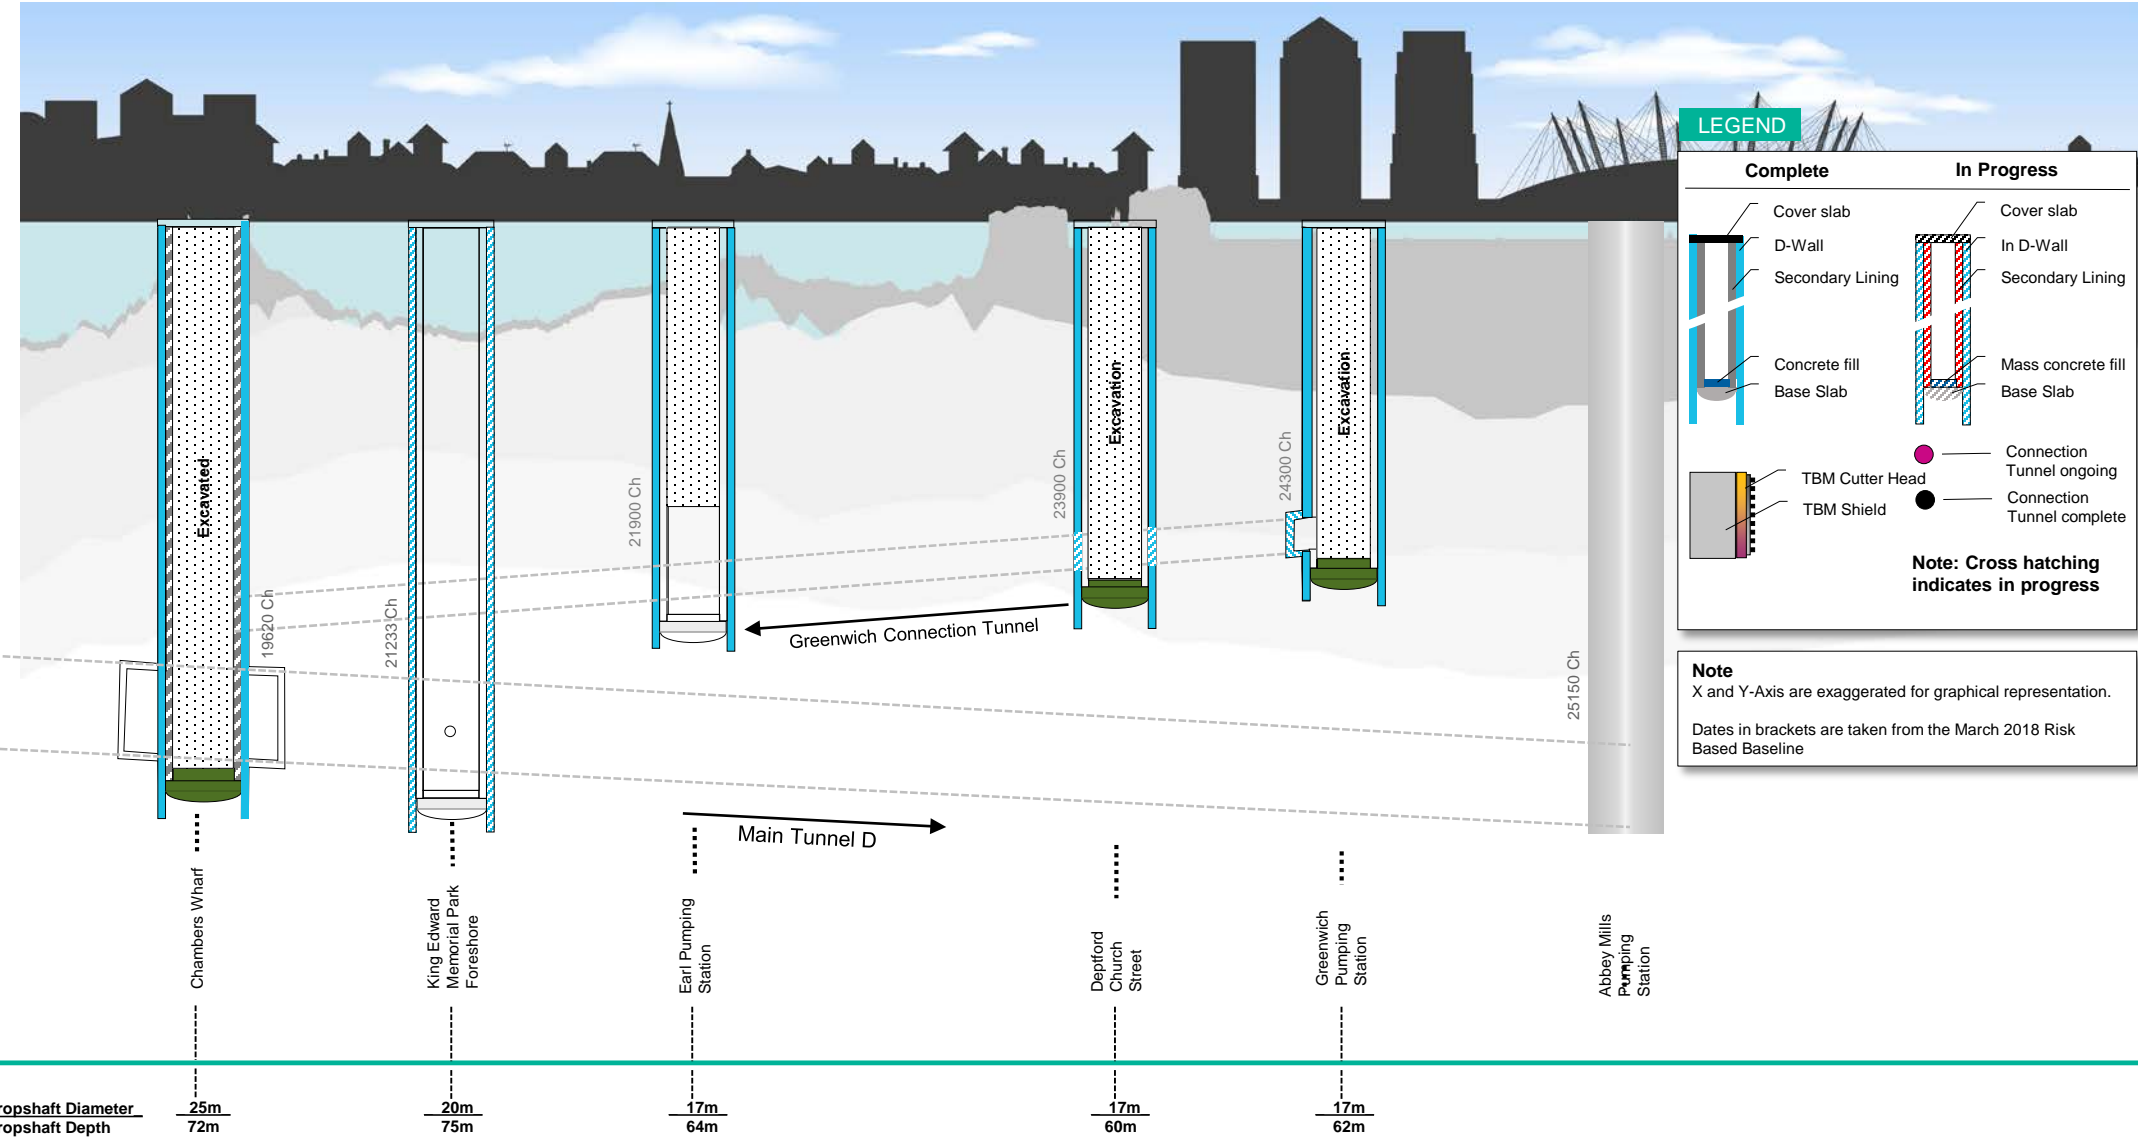 LEGEND
Complete
In Progress
Cover slab
D-Wall
Secondary Lining
Concrete fill
Base Slab
Cover slab
In D-Wall
Secondary Lining
Mass concrete fill
Base Slab
TBM Cutter Head
TBM Shield
Connection
Tunnel ongoing
Connection
Tunnel complete
Note: Cross hatching
indicates in progress
Note
X and Y-Axis are exaggerated for graphical representation.
Dates in brackets are taken from the March 2018 Risk
Based Baseline
Excavated
Excavation
Excavation
19620 Ch
21233 Ch
21900 Ch
23900 Ch
24300 Ch
25150 Ch
Greenwich Connection Tunnel
Main Tunnel D
Chambers Wharf
King Edward
Memorial Park
Foreshore
Earl Pumping
Station
Deptford
Church
Street
Greenwich
Pumping
Station
Abbey Mills
Pumping
Station
ropshaft Diameter 25m 20m 17m 17m 17m
ropshaft Depth 72m 75m 64m 60m 62m